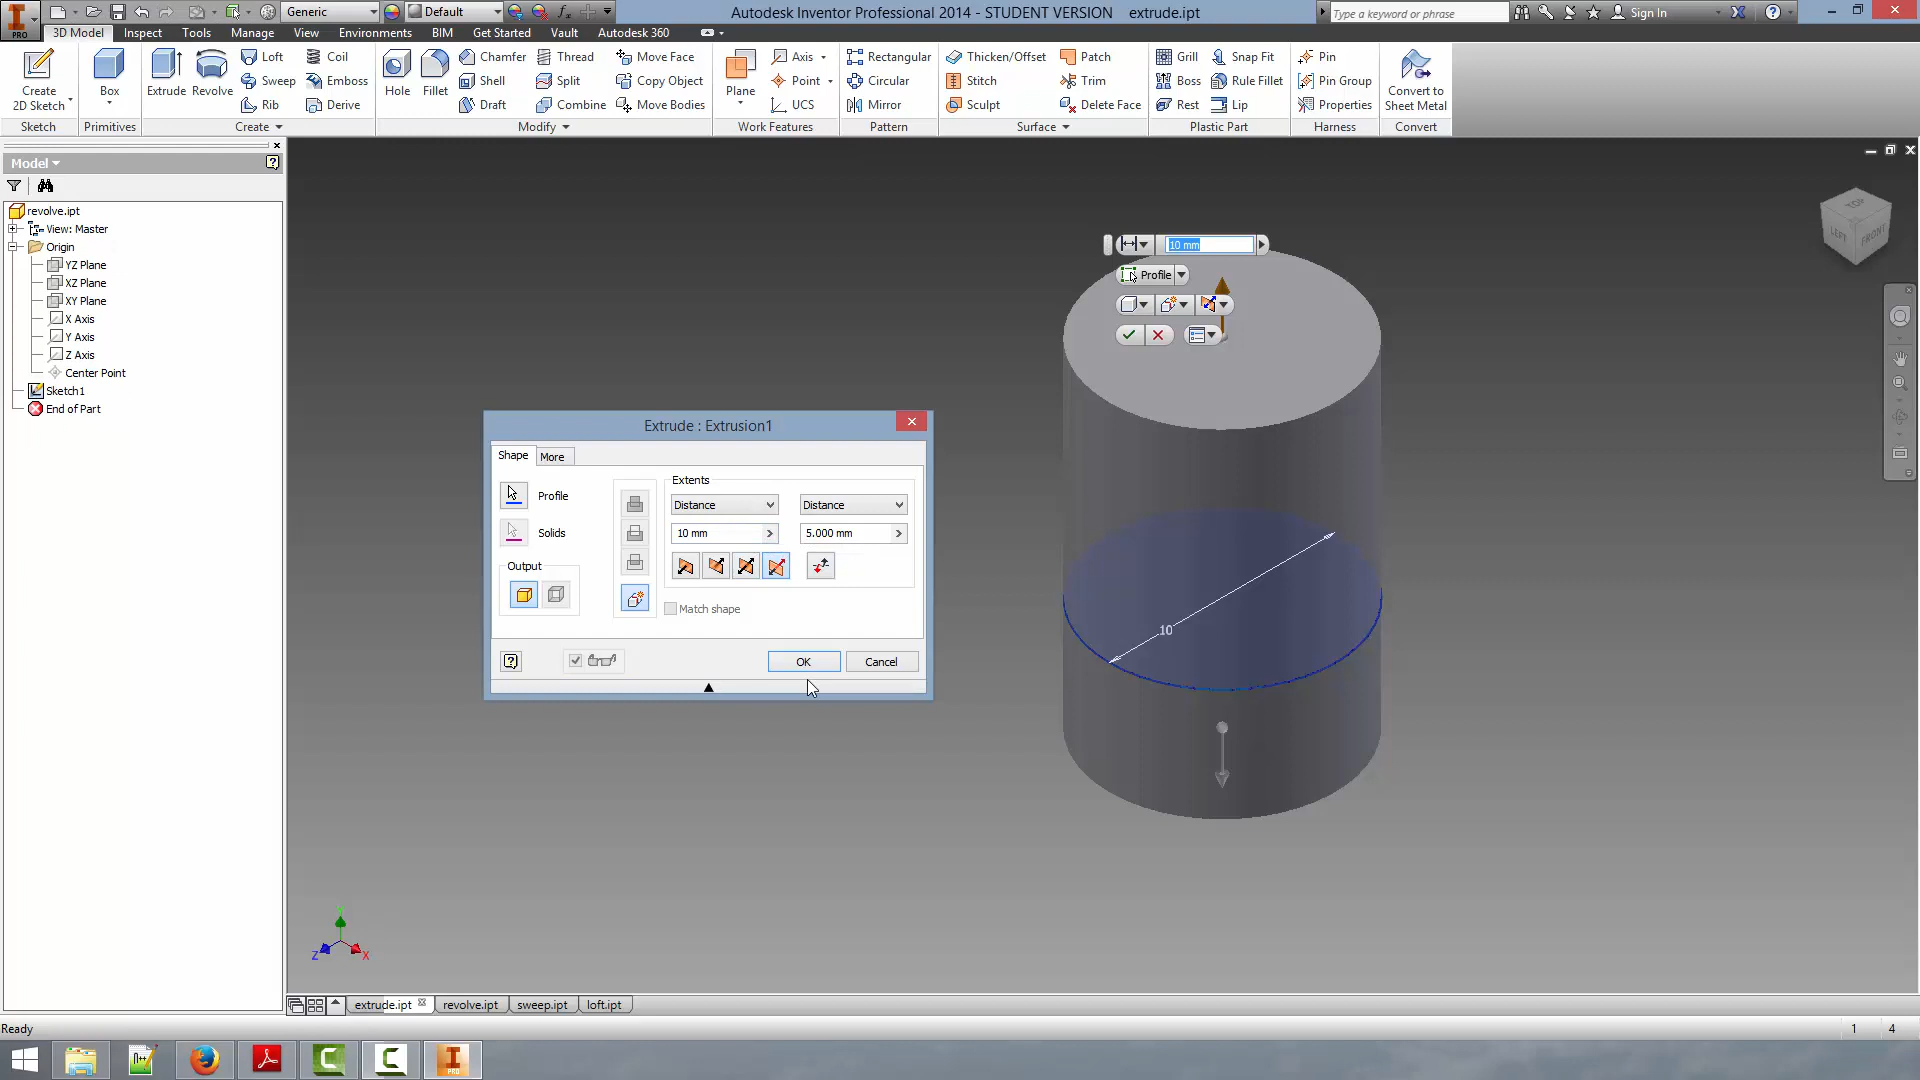 Generic
Default
Autodesk Inventor Professional 2014 - STUDENT VERSION extrude.ipt
Type a keyword or phrase
Sign In
PRO
3D Model Inspect Tools Manage View Environments BIM Get Started Vault Autodesk 360
Create
2D Sketch
Sketch
Box
Primitives
Extrude
Revolve
Loft
Sweep
Rib
Coil
Emboss
Derive
Create
Hole
Fillet
Chamfer
Shell
Draft
Thread
Split
Combine
Move Face
Copy Object
Move Bodies
Modify
Plane
Axis
Point
UCS
Work Features
Rectangular
Circular
Mirror
Pattern
Thicken/Offset
Stitch
Sculpt
Patch
Trim
Delete Face
Surface
Grill
Boss
Rest
Snap Fit
Rule Fillet
Lip
Plastic Part
Pin
Pin Group
Properties
Harness
Convert to
Sheet Metal
Convert
Model
revolve.ipt
View: Master
Origin
YZ Plane
XZ Plane
XY Plane
X Axis
Y Axis
Z Axis
Center Point
Sketch1
End of Part
10 mm
Profile
TOP
LEFT
FRONT
Extrude : Extrusion1
Shape
More
Profile
Solids
Output
Extents
Distance
Distance
10 mm
5.000 mm
Match shape
OK
Cancel
10
Z
X
extrude.ipt
revolve.ipt
sweep.ipt
loft.ipt
Ready
1
4
PRO